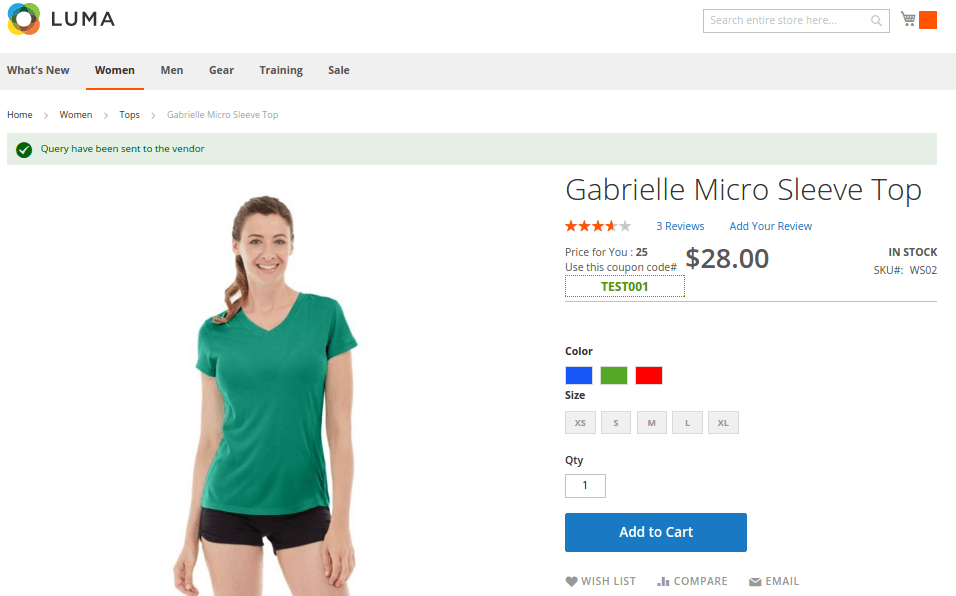 LUMA
Search entire store here...
What's New Women Men Gear Training Sale
Home > Women > Tops > Gabrielle Micro Sleeve Top
Query have been sent to the vendor
Gabrielle Micro Sleeve Top
3 Reviews Add Your Review
Price for You : 25
Use this coupon code#
TEST001
$28.00
IN STOCK
SKU#: WS02
Color
Size
XS S M L XL
Qty
1
Add to Cart
WISH LIST COMPARE EMAIL